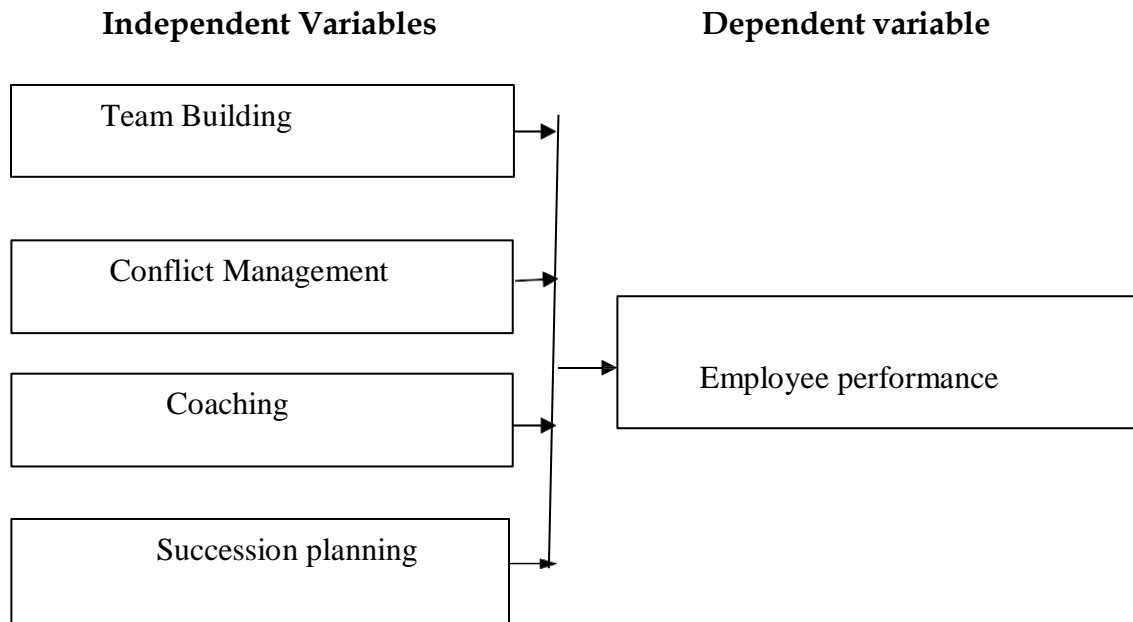 Independent Variables
Dependent variable
Team Building
Conflict Management
Coaching
Succession planning
Employee performance